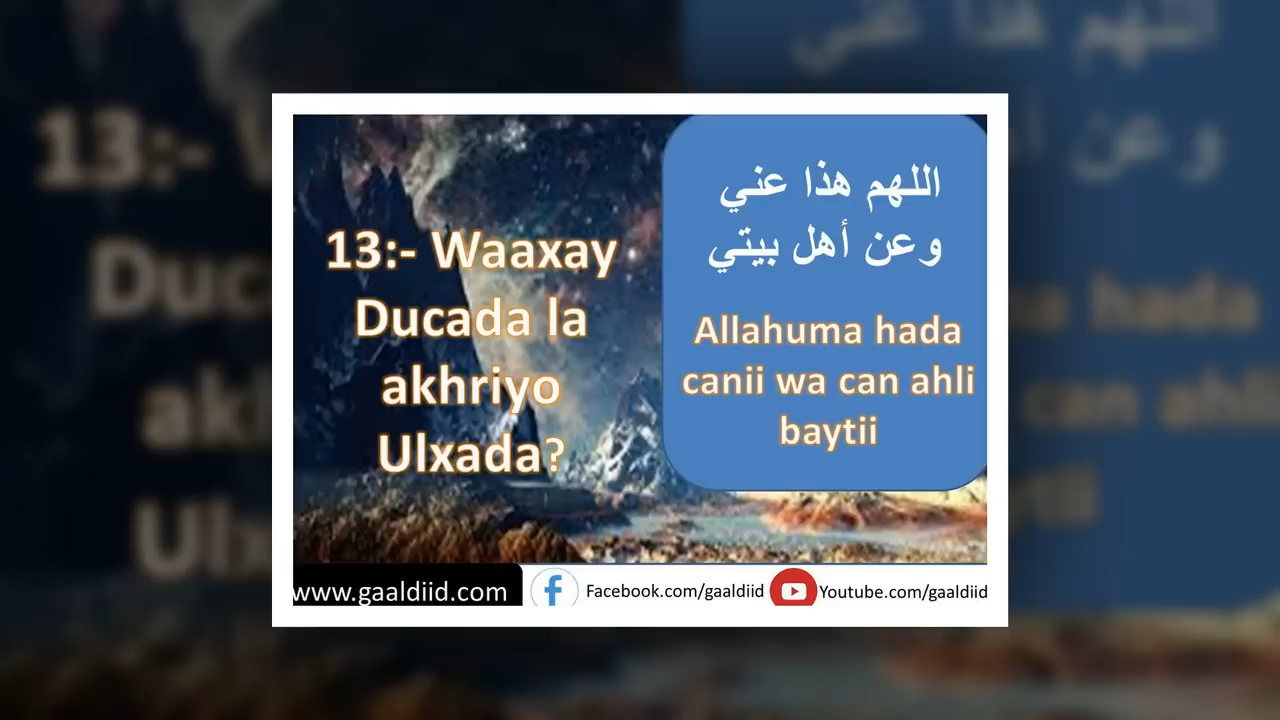 13:- Waaxay
Ducada la
akhriyo
Ulxada?
اللهم هذا عني
وعن أهل بيتي
Allahuma hada
canii wa can ahli
baytii
www.gaaldiid.com
Facebook.com/gaaldiid
Youtube.com/gaaldiid